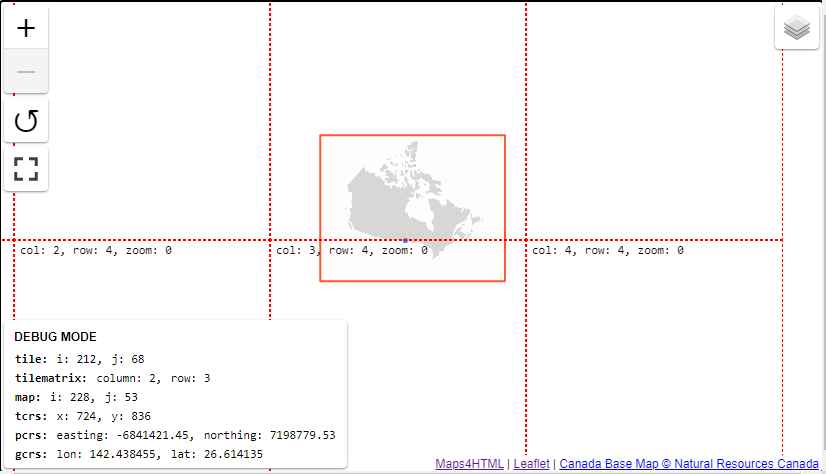 +
−
col: 2, row: 4, zoom: 0
col: 3, row: 4, zoom: 0
col: 4, row: 4, zoom: 0
DEBUG MODE
tile: i: 212, j: 68
tilematrix: column: 2, row: 3
map: i: 228, j: 53
tcrs: x: 724, y: 836
pcrs: easting: -6841421.45, northing: 7198779.53
gcrs: lon: 142.438455, lat: 26.614135
Maps4HTML | Leaflet | Canada Base Map © Natural Resources Canada